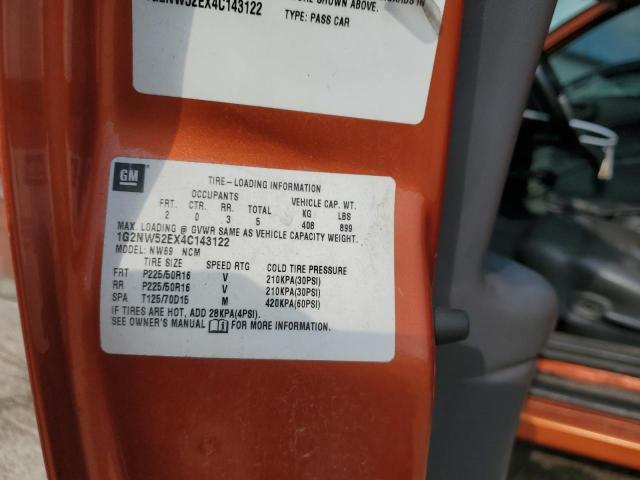 SHOWN ABOVE.
1G2NW52EX4C143122
TYPE: PASS CAR
GM
TIRE-LOADING INFORMATION
OCCUPANTS VEHICLE CAP. WT.
FRT. CTR. RR. TOTAL KG LBS
2 0 3 5 408 899
MAX. LOADING @ GVWR SAME AS VEHICLE CAPACITY WEIGHT.
1G2NW52EX4C143122
MODEL: NW69 NCM
TIRE SIZE SPEED RTG COLD TIRE PRESSURE
FRT P225/50R16 V 210KPA(30PSI)
RR P225/50R16 V 210KPA(30PSI)
SPA T125/70D15 M 420KPA(60PSI)
IF TIRES ARE HOT, ADD 28KPA(4PSI).
SEE OWNER'S MANUAL FOR MORE INFORMATION.